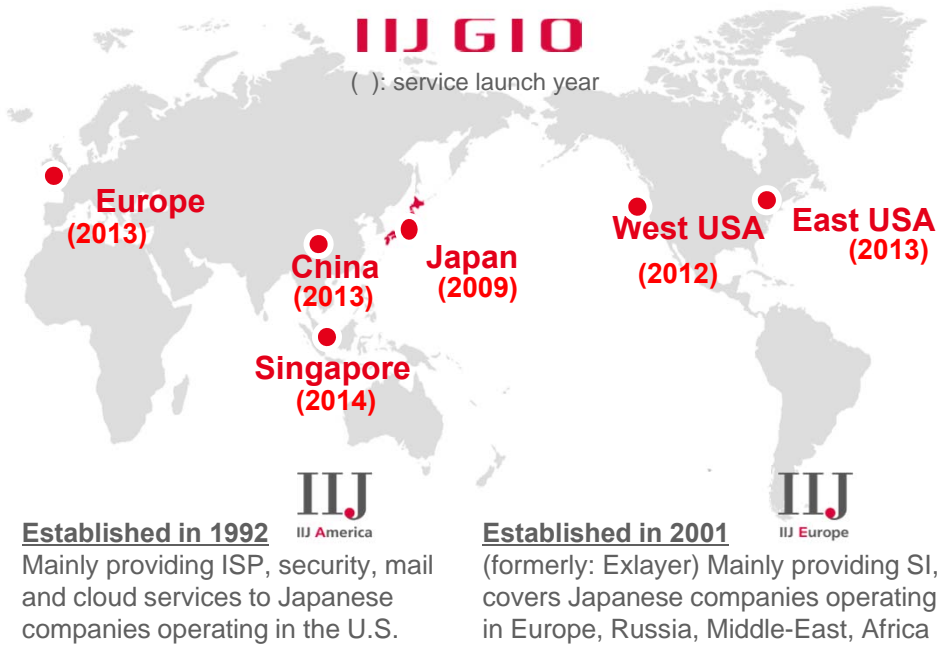 IIJ GIO
( ): service launch year
Europe
(2013)
China
(2013)
Japan
(2009)
Singapore
(2014)
West USA
(2012)
East USA
(2013)
IIJ
IIJ America
Established in 1992
Mainly providing ISP, security, mail
and cloud services to Japanese
companies operating in the U.S.
IIJ
IIJ Europe
Established in 2001
(formerly: Exlayer) Mainly providing SI,
covers Japanese companies operating
in Europe, Russia, Middle-East, Africa